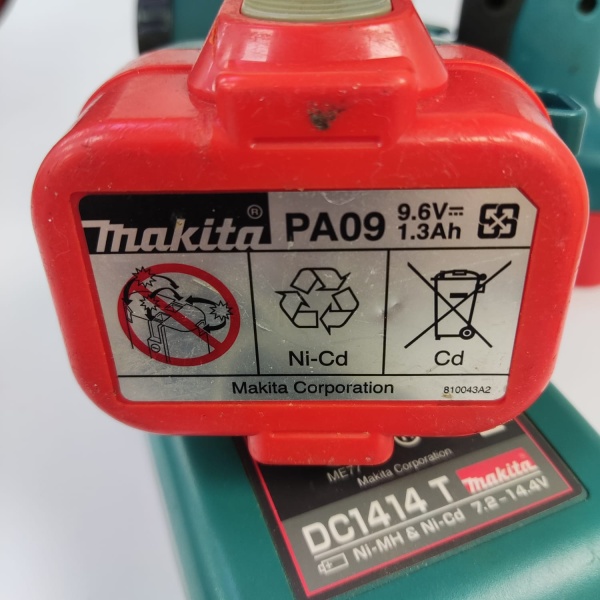 makita® PA09 9.6V⎓ 1.3Ah
Ni-Cd
Cd
Makita Corporation 810043A2
Makita Corporation
DC1414 T makita
Ni-MH & Ni-Cd 7.2-14.4V